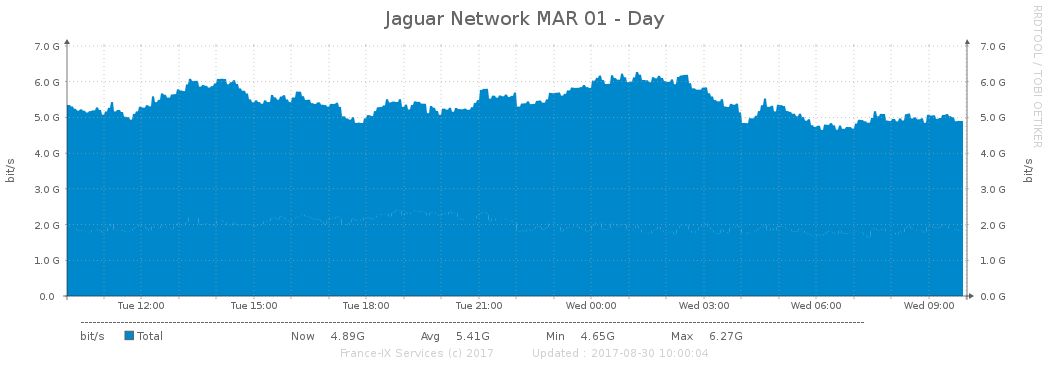 Jaguar Network MAR 01 - Day
RRDTOOL / TOBI OETIKER
7.0 G 7.0 G
6.0 G 6.0 G
5.0 G 5.0 G
4.0 G 4.0 G
3.0 G 3.0 G
2.0 G 2.0 G
1.0 G 1.0 G
0.0 0.0 G
bit/s bit/s
Tue 12:00 Tue 15:00 Tue 18:00 Tue 21:00 Wed 00:00 Wed 03:00 Wed 06:00 Wed 09:00
bit/s Total Now 4.89G Avg 5.41G Min 4.65G Max 6.27G
France-IX Services (c) 2017 Updated : 2017-08-30 10:00:04